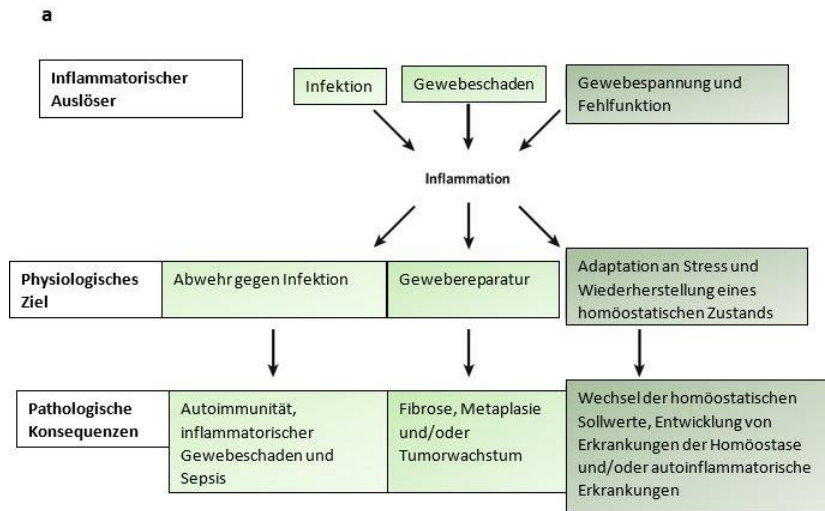 a
Inflammatorischer
Auslöser
Infektion
Gewebeschaden
Gewebespannung und
Fehlfunktion
Inflammation
Physiologisches
Ziel
Abwehr gegen Infektion
Gewebereparatur
Adaptation an Stress und
Wiederherstellung eines
homöostatischen Zustands
Pathologische
Konsequenzen
Autoimmunität,
inflammatorischer
Gewebeschaden und
Sepsis
Fibrose, Metaplasie
und/oder
Tumorwachstum
Wechsel der homöostatischen
Sollwerte, Entwicklung von
Erkrankungen der Homöostase
und/oder autoinflammatorische
Erkrankungen